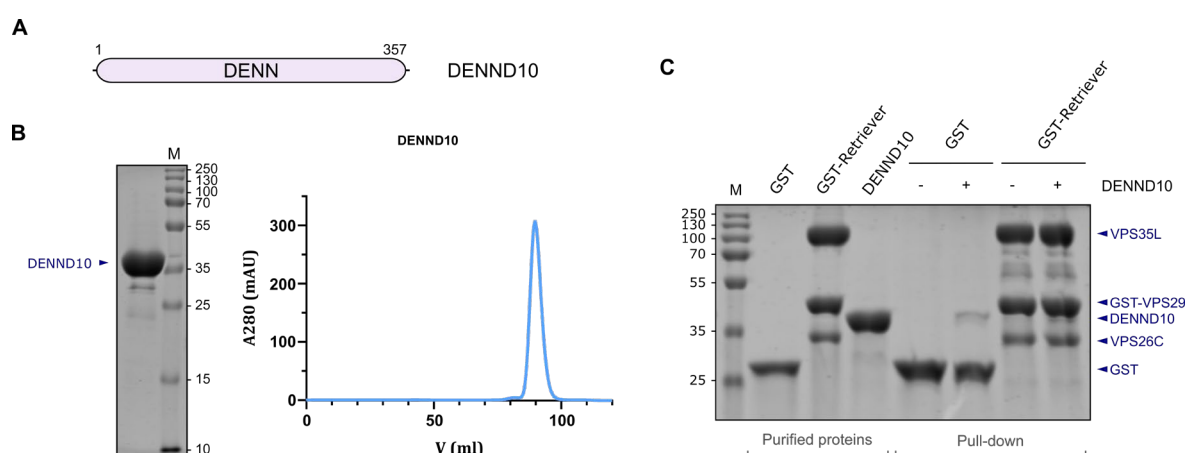 A
1 357
DENN DENND10
B
DENND10
M
250
130
100
70
55
35
25
15
10
DENND10
A280 (mAU)
300
200
100
0
0 50 100
V (ml)
C
GST
GST-Retriever
DENND10
GST
GST-Retriever
M - + - + DENND10
250
130
100
70
55
35
25
VPS35L
GST-VPS29
DENND10
VPS26C
GST
Purified proteins Pull-down